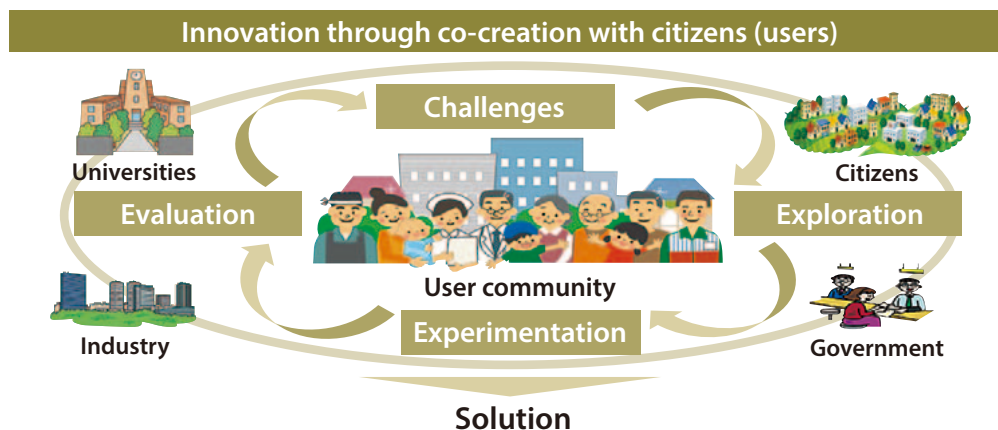 Innovation through co-creation with citizens (users)
Challenges
Universities
Citizens
Evaluation
Exploration
User community
Experimentation
Industry
Government
Solution